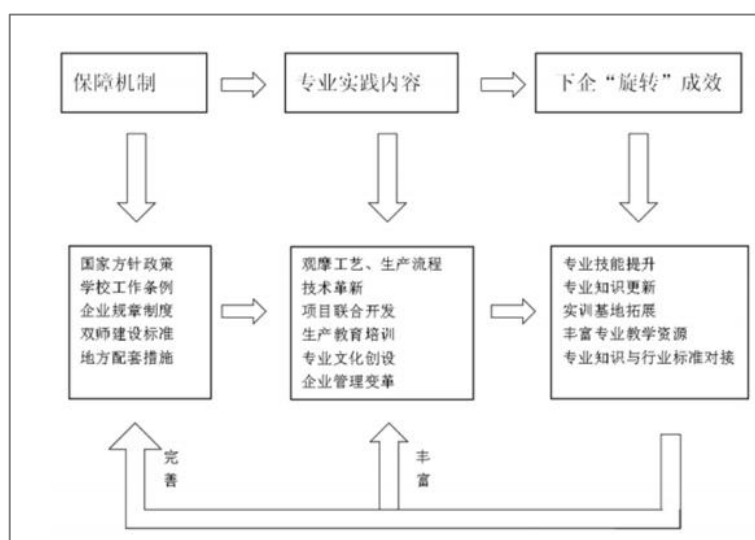 保障机制
专业实践内容
下企“旋转”成效
国家方针政策
学校工作条例
企业规章制度
双师建设标准
地方配套措施
观摩工艺、生产流程
技术革新
项目联合开发
生产教育培训
专业文化创设
企业管理变革
专业技能提升
专业知识更新
实训基地拓展
丰富专业教学资源
专业知识与行业标准对接
完善
丰富